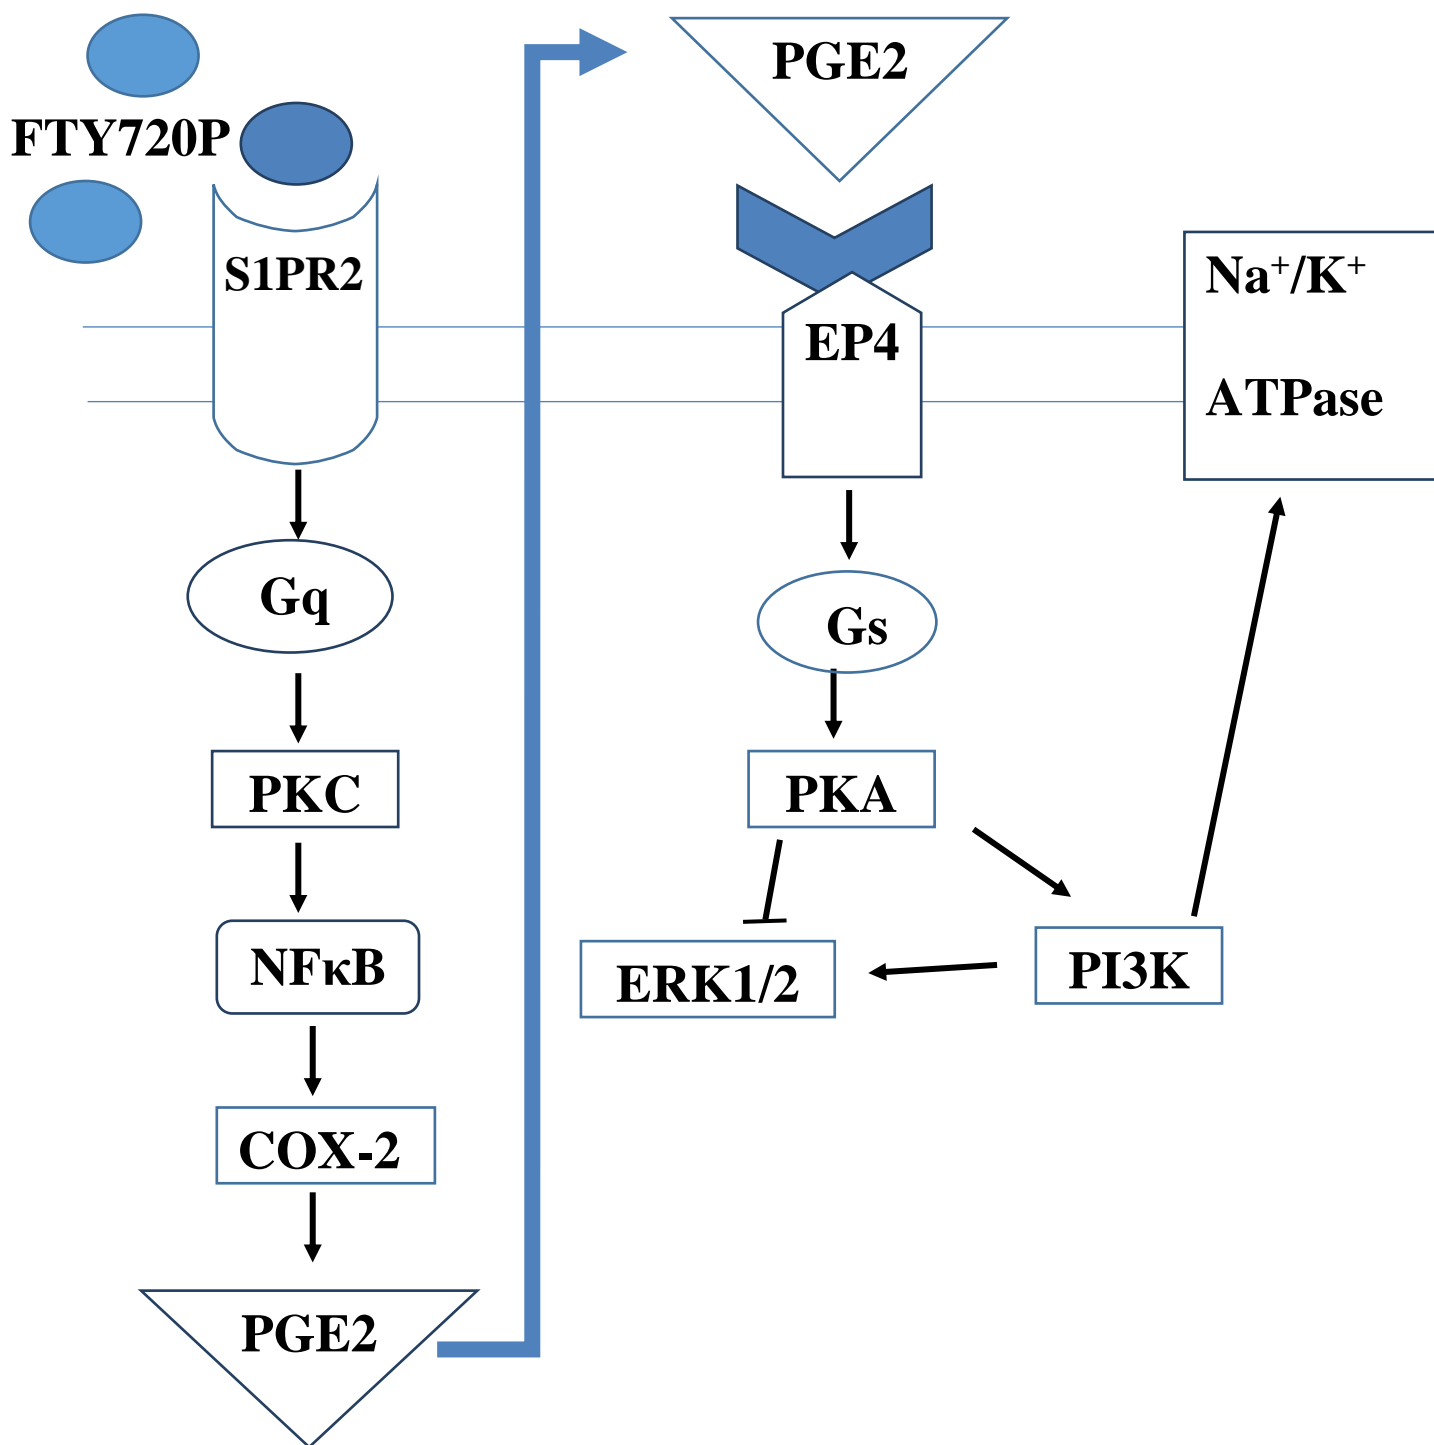 FTY720P
S1PR2
Gq
PKC
NFκB
COX-2
PGE2
PGE2
EP4
Gs
PKA
ERK1/2
PI3K
Na⁺/K⁺
ATPase